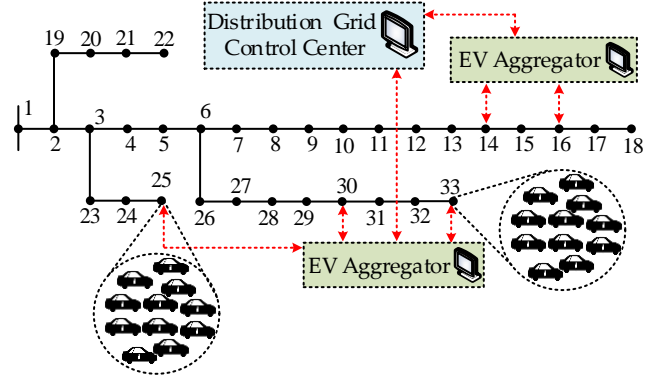 Distribution Grid
Control Center
EV Aggregator
19 20 21 22
1
2 3 4 5 6 7 8 9 10 11 12 13 14 15 16 17 18
25 27 30 33
23 24 26 28 29 31 32
EV Aggregator